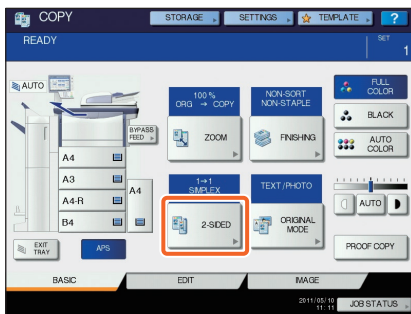 COPY
STORAGE
SETTINGS
TEMPLATE
?
READY
SET
1
AUTO
100 %
ORG → COPY
NON-SORT
NON-STAPLE
FULL
COLOR
BYPASS
FEED
ZOOM
FINISHING
BLACK
AUTO
COLOR
A4
A3
A4-R
B4
A4
1→1
SIMPLEX
TEXT/PHOTO
2-SIDED
ORIGINAL
MODE
AUTO
EXIT
TRAY
APS
PROOF COPY
BASIC
EDIT
IMAGE
2011/05/10
11:11
JOB STATUS